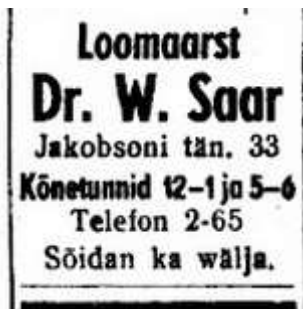 Loomaarst
Dr. W. Saar
Jakobsoni tän. 33
Kõnetunnid 12–1 ja 5–6
Telefon 2-65
Sõidan ka wälja.